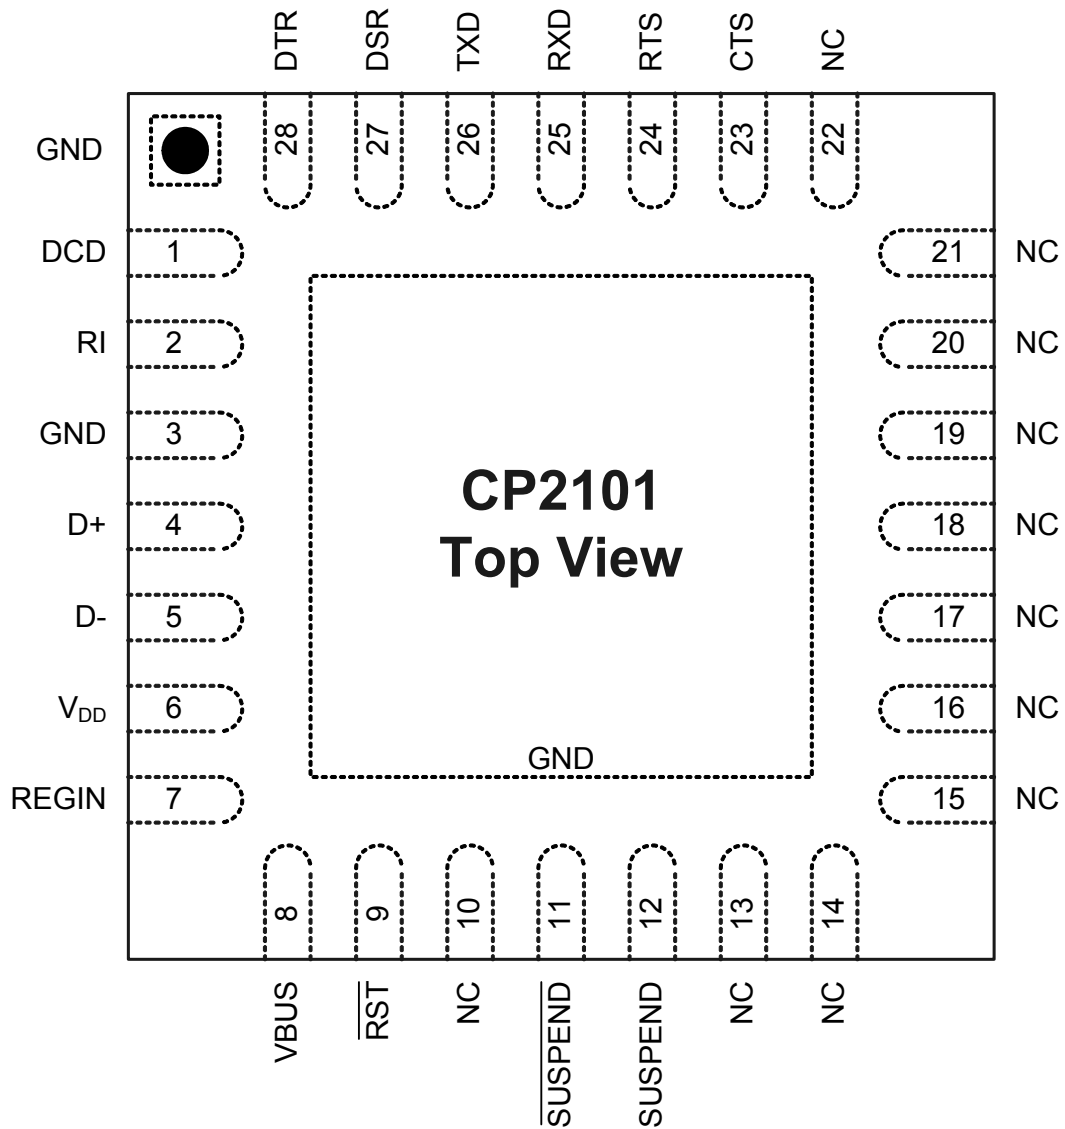 DTR
DSR
TXD
RXD
RTS
CTS
NC
28
27
26
25
24
23
22
GND
DCD 1
RI 2
GND 3
D+ 4
D- 5
VDD 6
REGIN 7
21 NC
20 NC
19 NC
18 NC
17 NC
16 NC
15 NC
CP2101
Top View
GND
8
9
10
11
12
13
14
VBUS
RST
NC
SUSPEND
SUSPEND
NC
NC